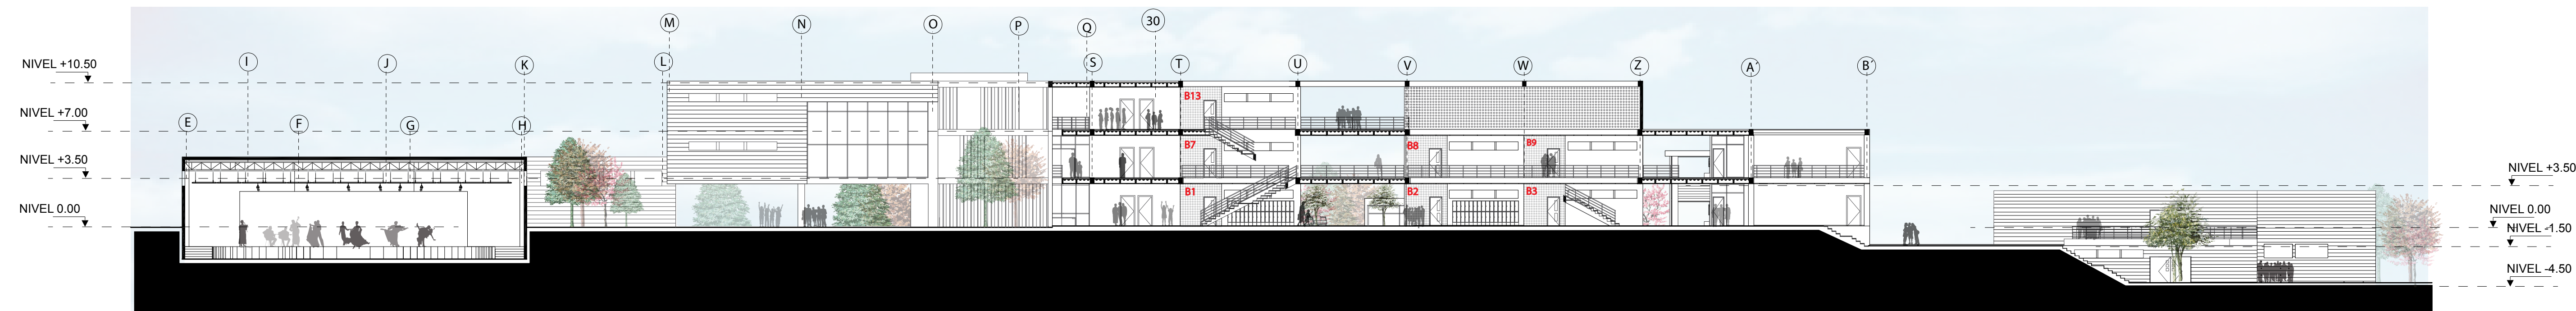 M
N
O
P
Q
30
I
J
K
L
S
T
U
V
W
Z
A´
B´
NIVEL +10.50
B13
NIVEL +7.00
E
F
G
H
B7
B8
B9
NIVEL +3.50
NIVEL +3.50
B1
B2
B3
NIVEL 0.00
NIVEL 0.00
NIVEL -1.50
NIVEL -4.50